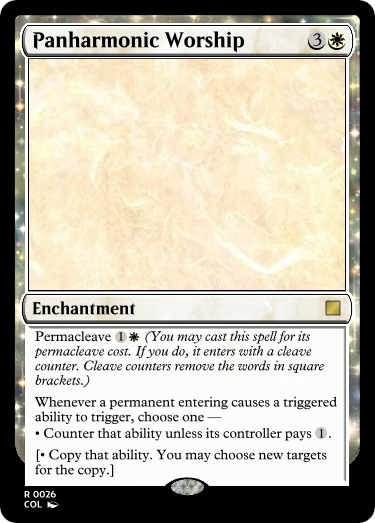 Panharmonic Worship 3
Enchantment
Permacleave 1 (You may cast this spell for its
permacleave cost. If you do, it enters with a cleave
counter. Cleave counters remove the words in square
brackets.)
Whenever a permanent entering causes a triggered
ability to trigger, choose one —
• Counter that ability unless its controller pays 1.
[• Copy that ability. You may choose new targets
for the copy.]
R 0026
COL